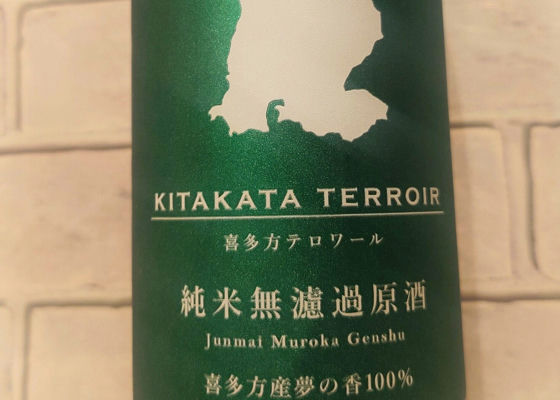 KITAKATA TERROIR
喜多方テロワール
純米無濾過原酒
Junmai Muroka Genshu
喜多方産夢の香100%